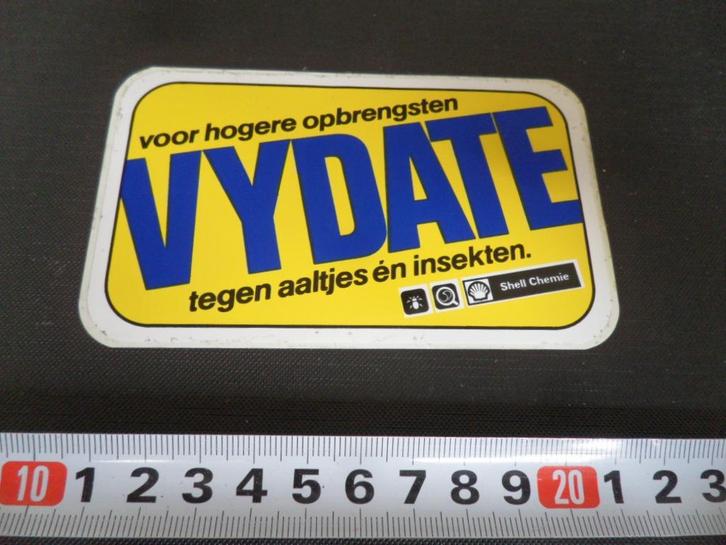 voor hogere opbrengsten
VYDATE
tegen aaltjes én insekten.
Shell Chemie
10 1 2 3 4 5 6 7 8 9 20 1 2 3